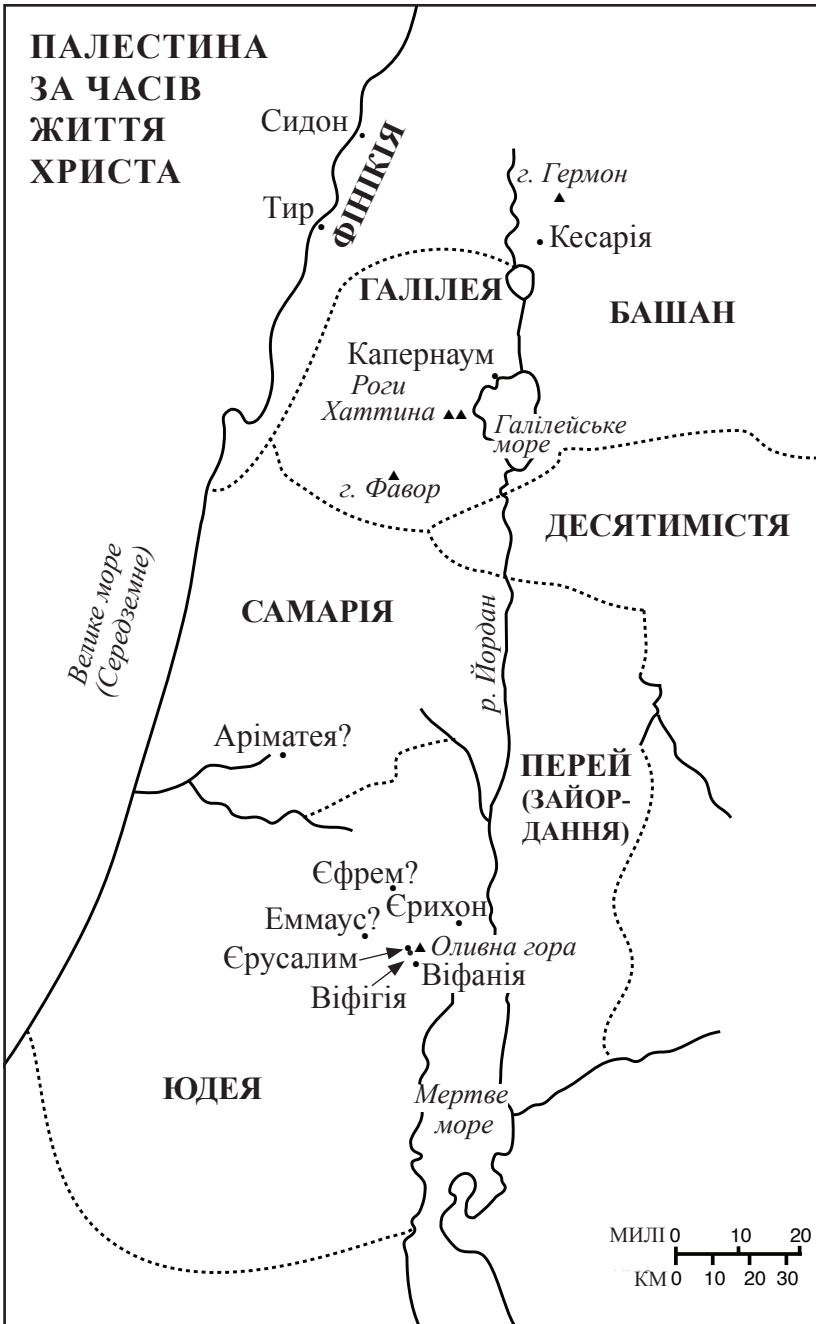 ПАЛЕСТИНА
ЗА ЧАСІВ
ЖИТТЯ
ХРИСТА
Сидон
ФІНІКІЯ
Тир
г. Гермон
Кесарія
ГАЛІЛЕЯ
БАШАН
Капернаум
Роги
Хаттина
Галілейське
море
г. Фавор
ДЕСЯТИМІСТЯ
Велике море
(Середземне)
САМАРІЯ
р. Йордан
Аріматея?
ПЕРЕЙ
(ЗАЙОР-
ДАННЯ)
Єфрем?
Єрихон
Еммаус?
Єрусалим
Оливна гора
Віфанія
Віфігія
ЮДЕЯ
Мертве
море
МИЛІ 0 10 20
КМ 0 10 20 30